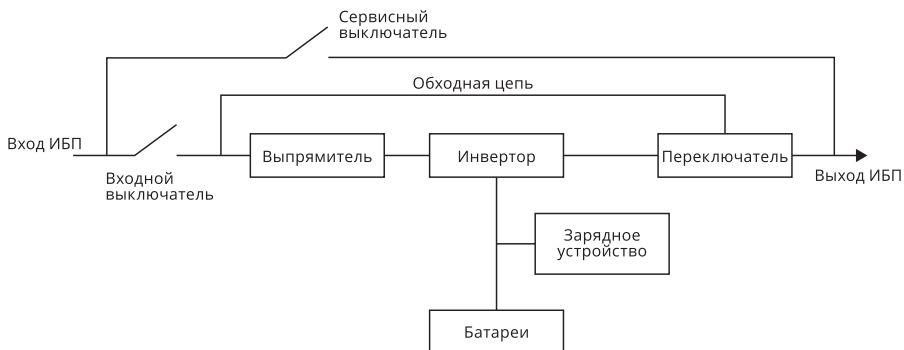 Сервисный
выключатель
Обходная цепь
Вход ИБП
Выпрямитель
Инвертор
Переключатель
Входной
выключатель
Выход ИБП
Зарядное
устройство
Батареи